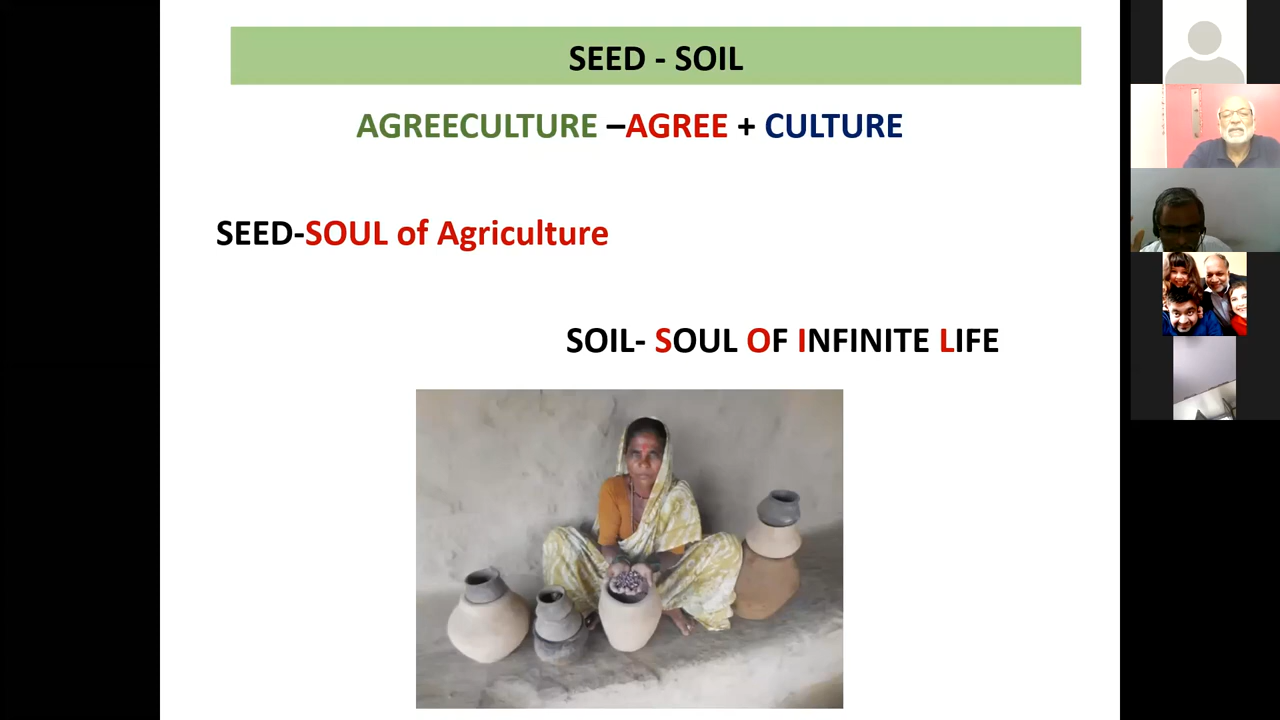 SEED - SOIL
AGREECULTURE –AGREE + CULTURE
SEED-SOUL of Agriculture
SOIL- SOUL OF INFINITE LIFE